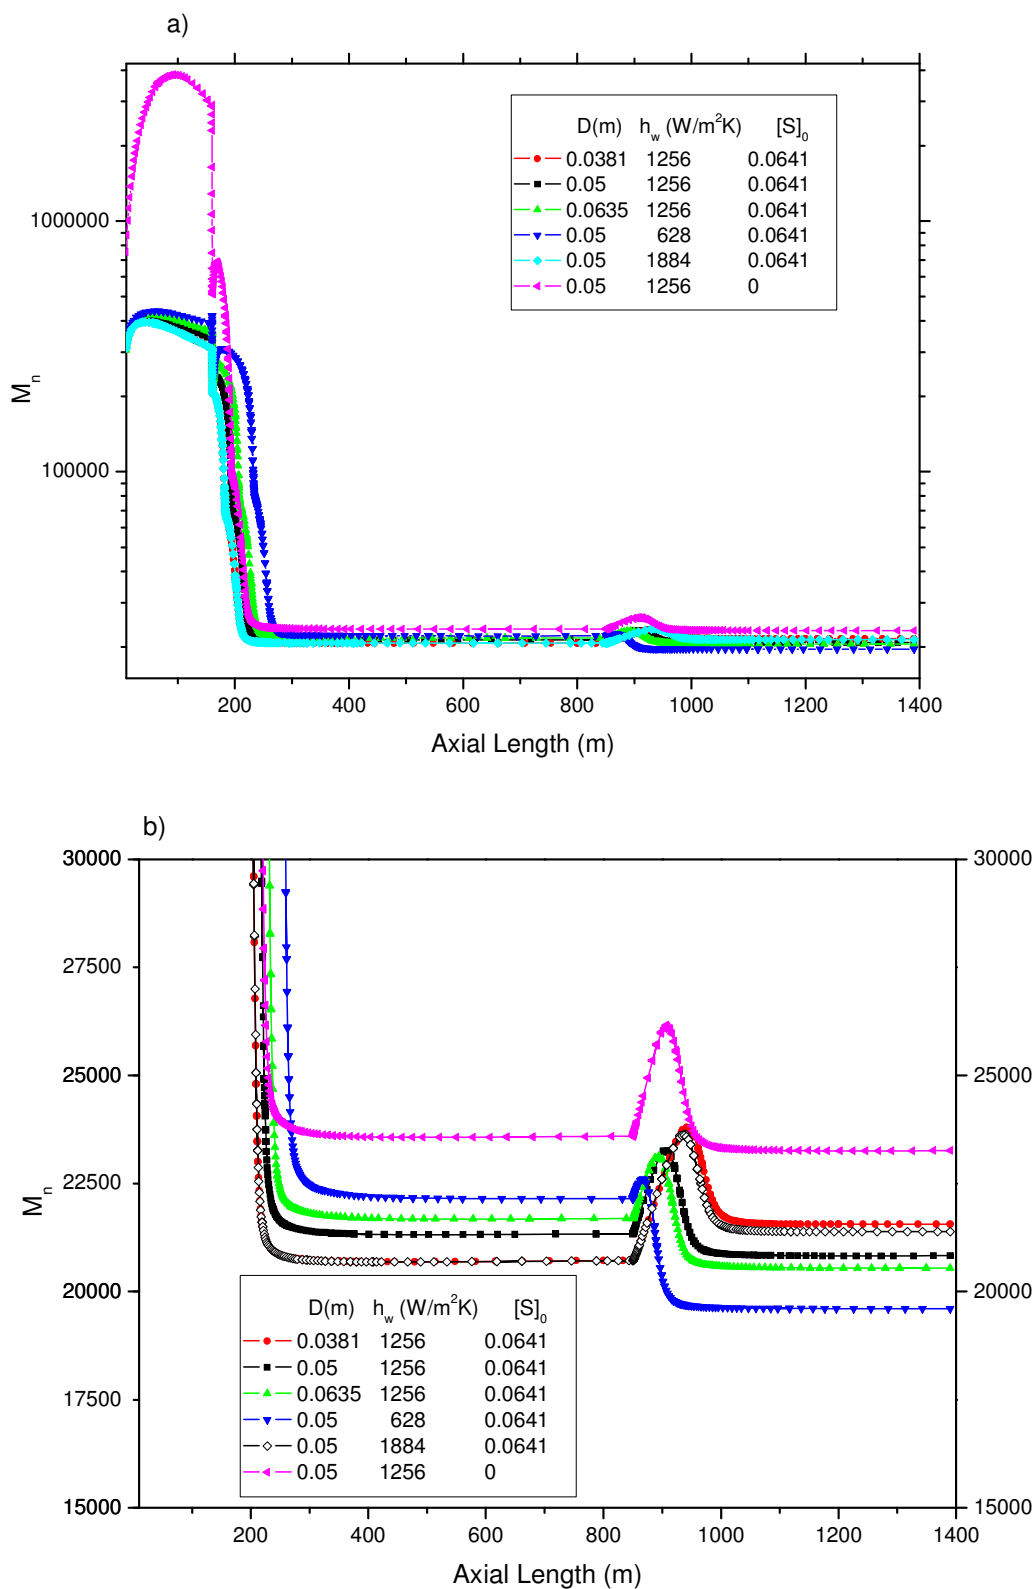 a)
1000000
100000
M_n
D(m) h_w (W/m²K) [S]_0
0.0381 1256 0.0641
0.05 1256 0.0641
0.0635 1256 0.0641
0.05 628 0.0641
0.05 1884 0.0641
0.05 1256 0
200 400 600 800 1000 1200 1400
Axial Length (m)
b)
30000 30000
27500
25000 25000
22500
20000 20000
17500
15000 15000
M_n
D(m) h_w (W/m²K) [S]_0
0.0381 1256 0.0641
0.05 1256 0.0641
0.0635 1256 0.0641
0.05 628 0.0641
0.05 1884 0.0641
0.05 1256 0
200 400 600 800 1000 1200 1400
Axial Length (m)